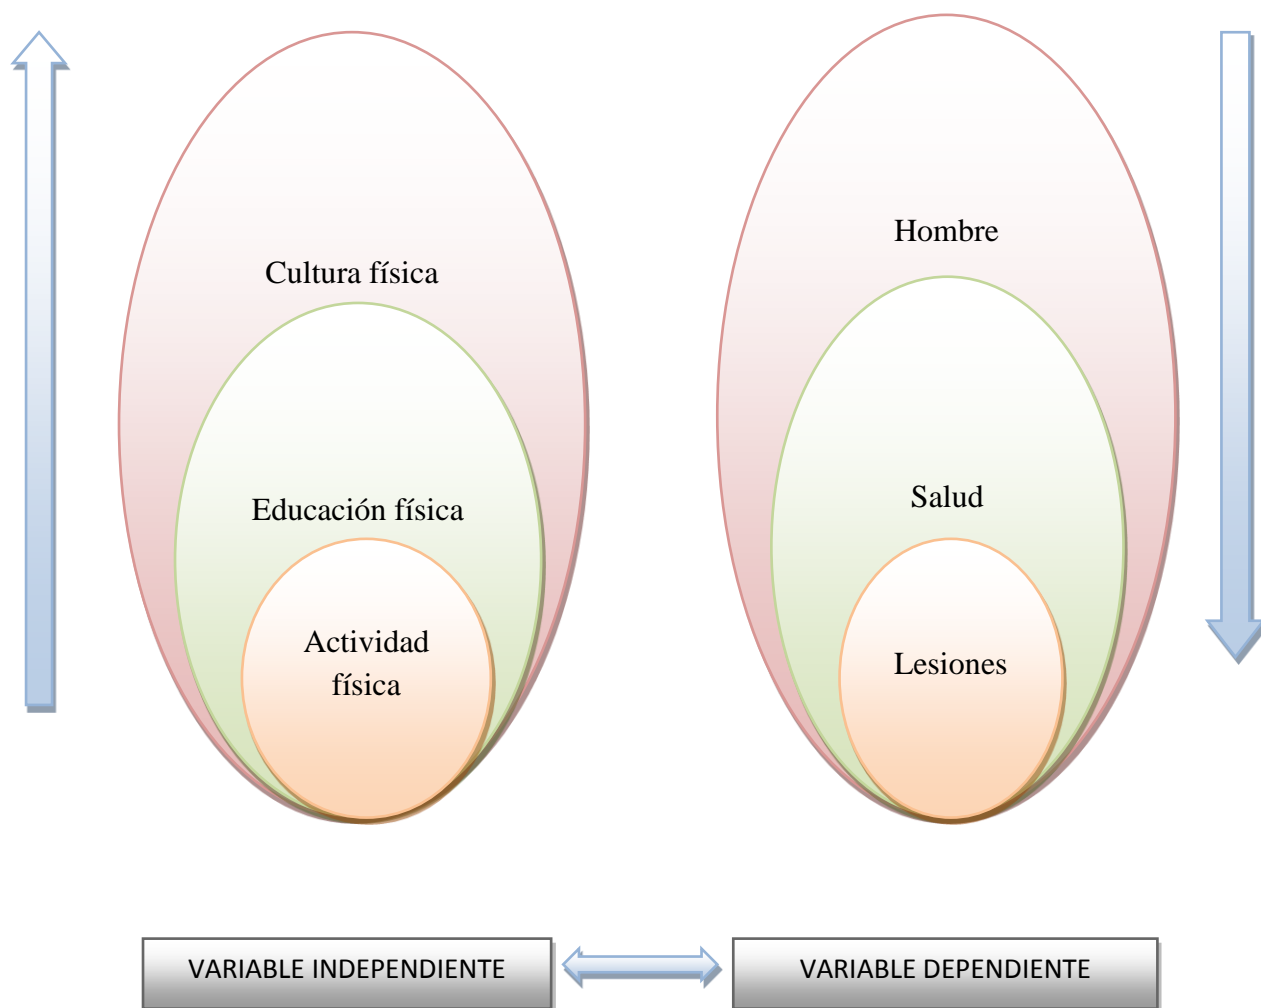 Cultura física
Educación física
Actividad
física
Hombre
Salud
Lesiones
VARIABLE INDEPENDIENTE
VARIABLE DEPENDIENTE